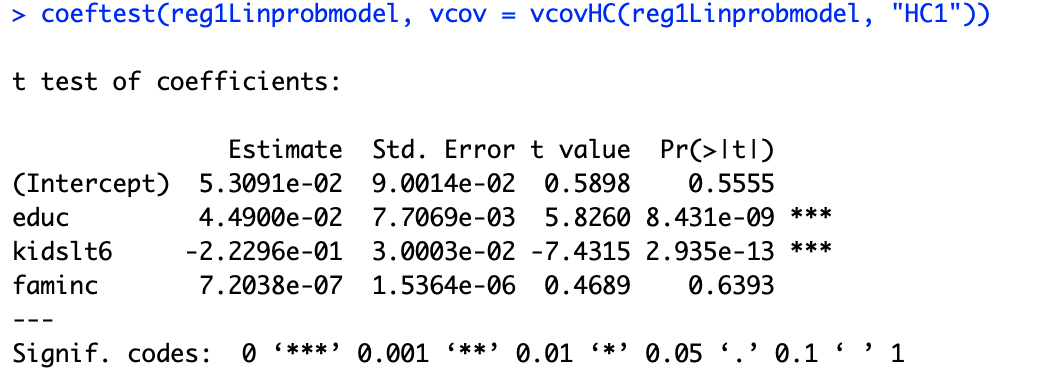 > coeftest(reg1Linprobmodel, vcov = vcovHC(reg1Linprobmodel, "HC1"))
t test of coefficients:
Estimate Std. Error t value Pr(>|t|)
(Intercept) 5.3091e-02 9.0014e-02 0.5898 0.5555
educ 4.4900e-02 7.7069e-03 5.8260 8.431e-09 ***
kidslt6 -2.2296e-01 3.0003e-02 -7.4315 2.935e-13 ***
faminc 7.2038e-07 1.5364e-06 0.4689 0.6393
---
Signif. codes: 0 ‘***’ 0.001 ‘**’ 0.01 ‘*’ 0.05 ‘.’ 0.1 ‘ ’ 1